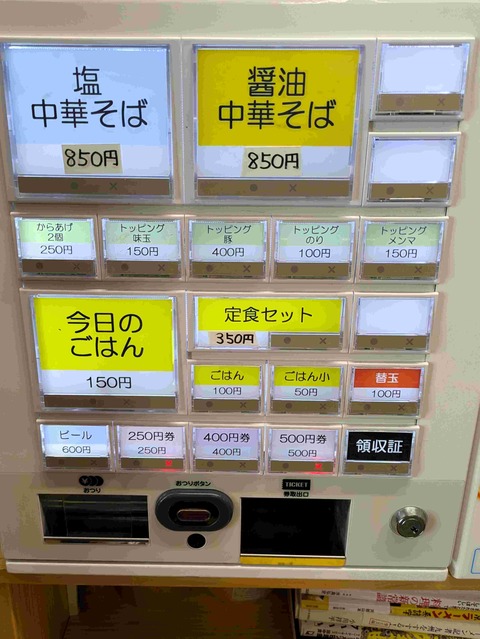 塩
中華そば
850円
醤油
中華そば
850円
からあげ
2個
250円
トッピング
味玉
150円
トッピング
豚
400円
トッピング
のり
100円
トッピング
メンマ
150円
今日の
ごはん
150円
定食セット
350円
ごはん
100円
ごはん小
50円
替玉
100円
ビール
600円
250円券
250円
400円券
400円
500円券
500円
領収証
おつり
おつりボタン
TICKET
券取出口